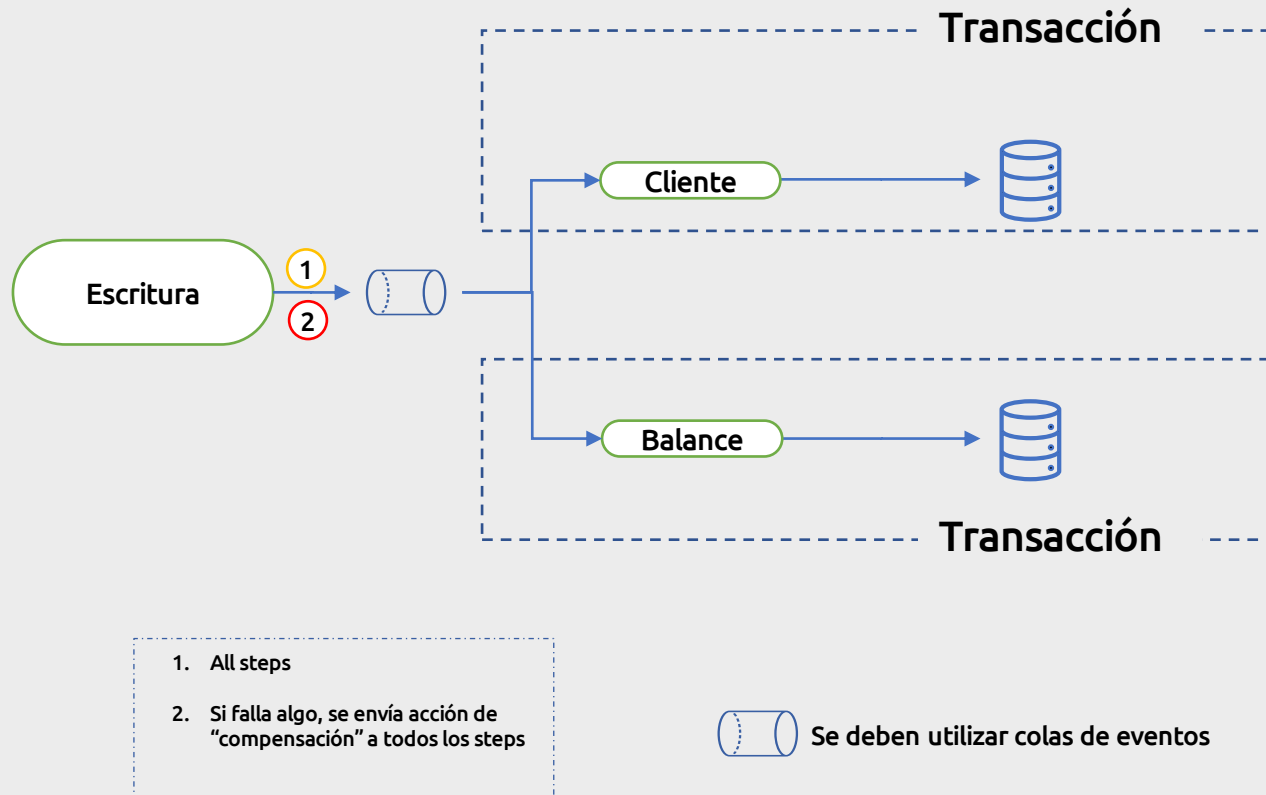 Transacción
Cliente
Escritura
1
2
Balance
Transacción
1. All steps
2. Si falla algo, se envía acción de
“compensación” a todos los steps
Se deben utilizar colas de eventos